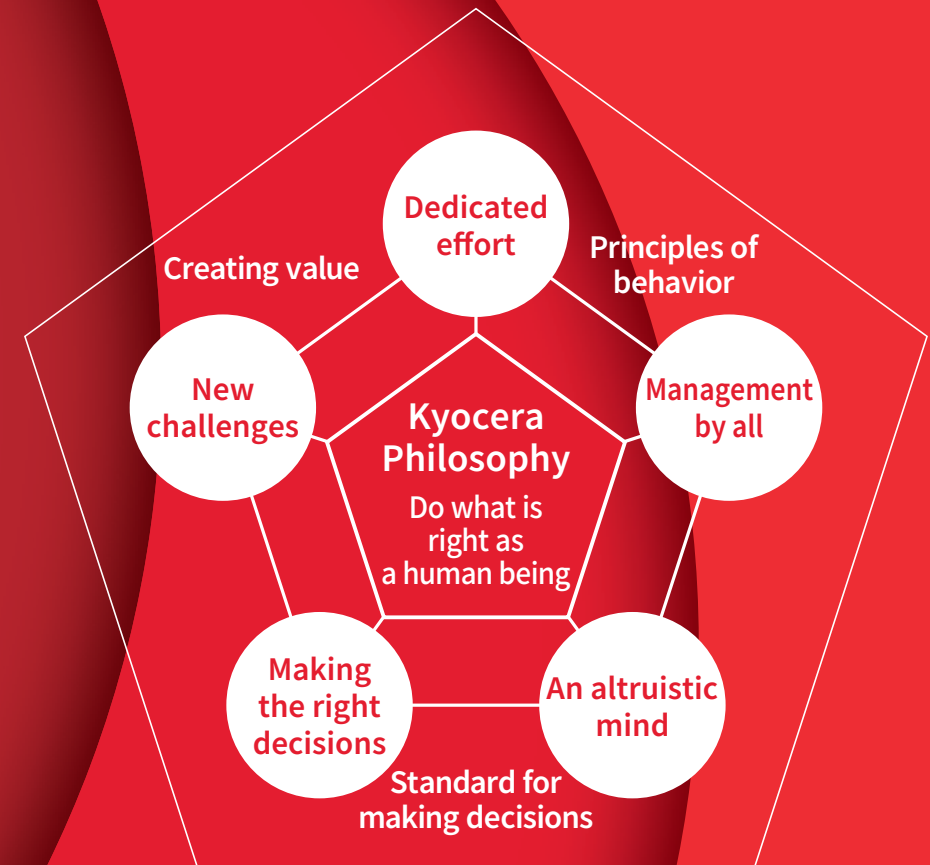 Dedicated
effort
Creating value
Principles of
behavior
New
challenges
Management
by all
Kyocera
Philosophy
Do what is
right as
a human being
Making
the right
decisions
An altruistic
mind
Standard for
making decisions